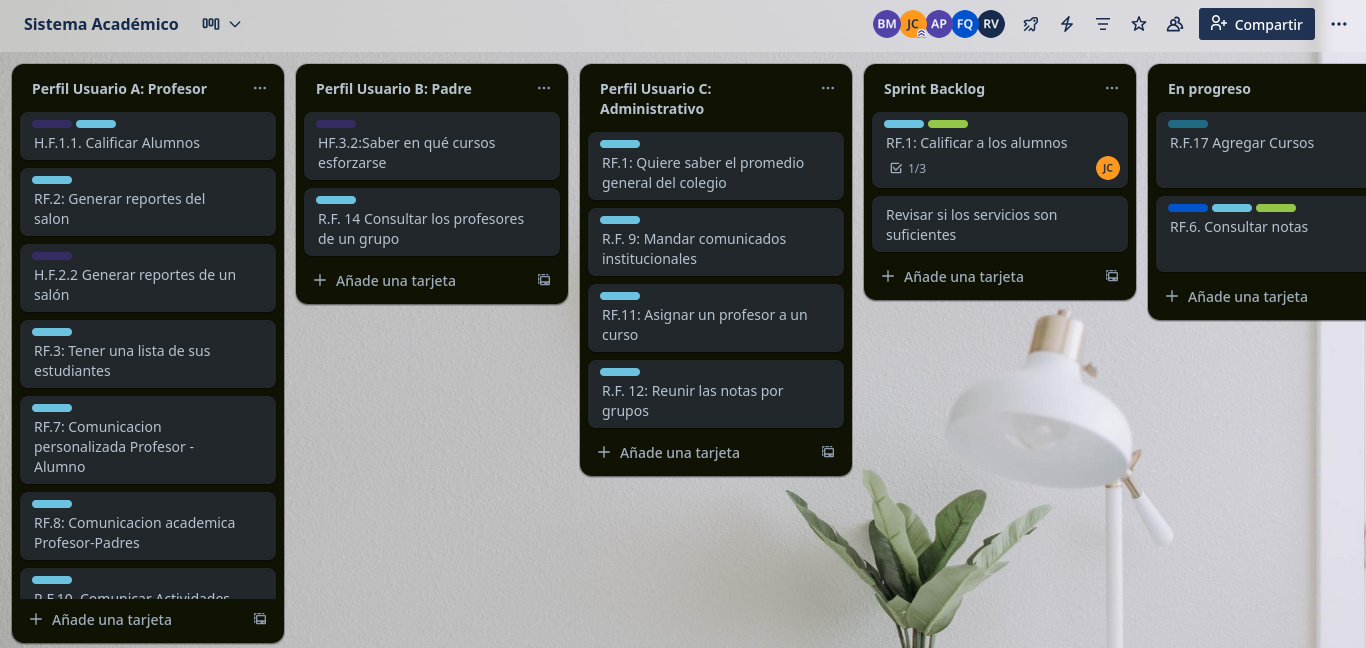 Sistema Académico
BM JC AP FQ RV
Compartir
Perfil Usuario A: Profesor
H.F.1.1. Calificar Alumnos
RF.2: Generar reportes del
salon
H.F.2.2 Generar reportes de un
salón
RF.3: Tener una lista de sus
estudiantes
RF.7: Comunicacion
personalizada Profesor -
Alumno
RF.8: Comunicacion academica
Profesor-Padres
R.F.10. Comunicar Actividades
Añade una tarjeta
Perfil Usuario B: Padre
HF.3.2:Saber en qué cursos
esforzarse
R.F. 14 Consultar los profesores
de un grupo
Añade una tarjeta
Perfil Usuario C:
Administrativo
RF.1: Quiere saber el promedio
general del colegio
R.F. 9: Mandar comunicados
institucionales
RF.11: Asignar un profesor a un
curso
R.F. 12: Reunir las notas por
grupos
Añade una tarjeta
Sprint Backlog
RF.1: Calificar a los alumnos
1/3
JC
Revisar si los servicios son
suficientes
Añade una tarjeta
En progreso
R.F.17 Agregar Cursos
RF.6. Consultar notas
Añade una tarjeta